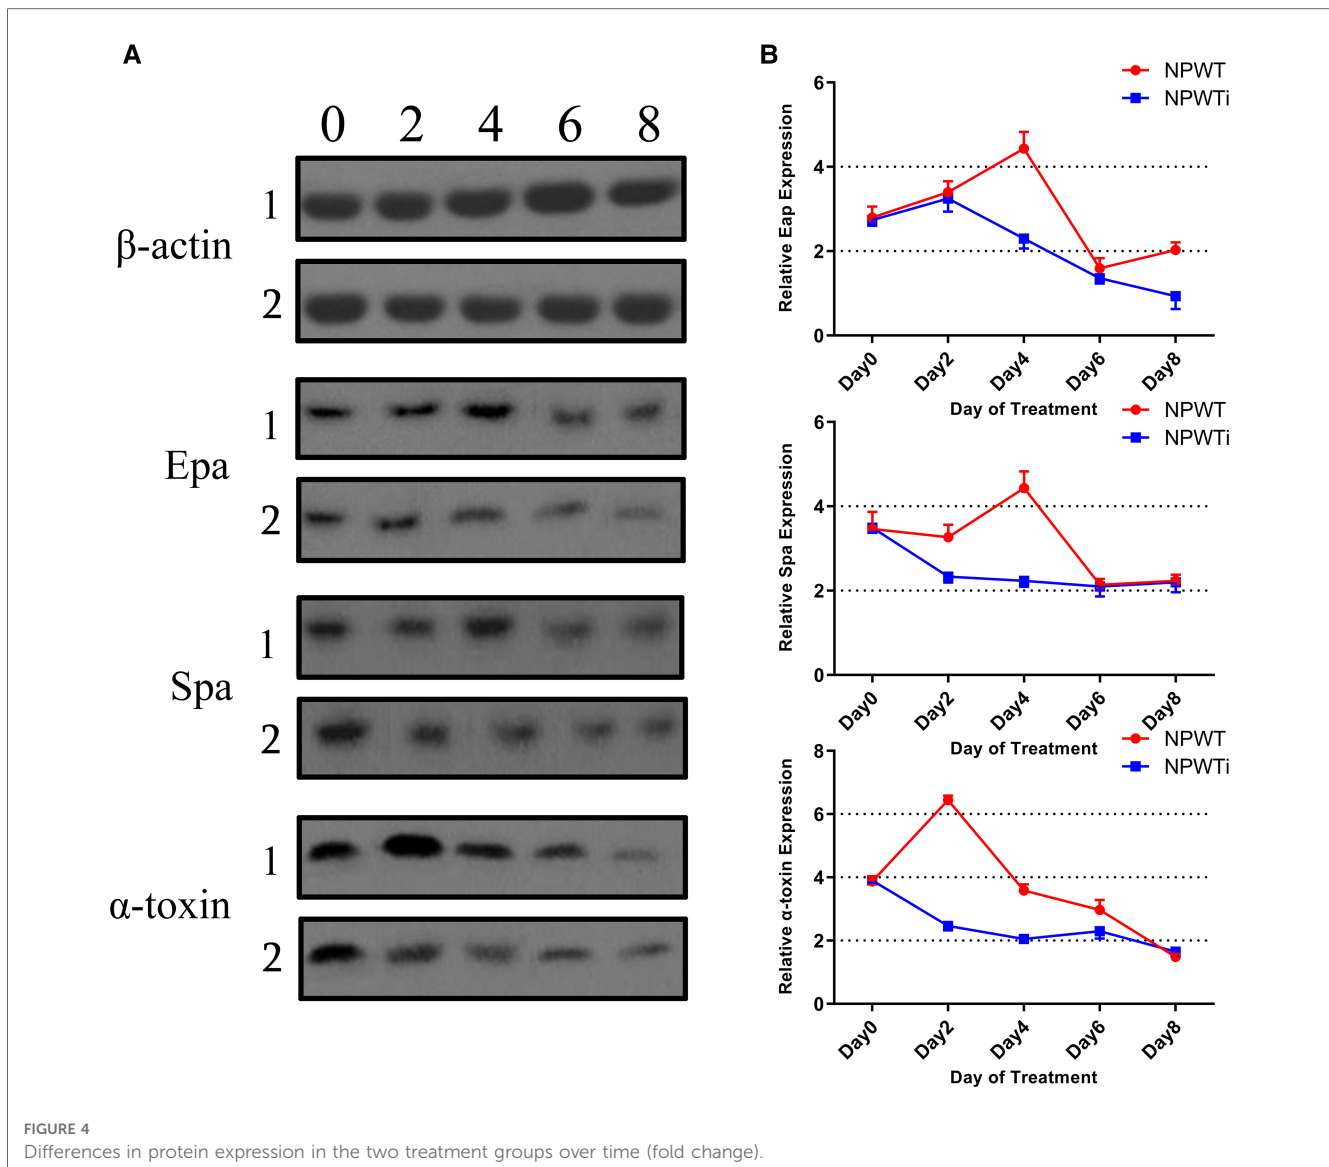 A
0 2 4 6 8
β-actin
1
2
Epa
1
2
Spa
1
2
α-toxin
1
2
B
NPWT
NPWTi
Relative Eap Expression
6
4
2
0
Day0 Day2 Day4 Day6 Day8
Day of Treatment
NPWT
NPWTi
Relative Spa Expression
6
4
2
0
Day0 Day2 Day4 Day6 Day8
Day of Treatment
NPWT
NPWTi
Relative α-toxin Expression
8
6
4
2
0
Day0 Day2 Day4 Day6 Day8
Day of Treatment
FIGURE 4
Differences in protein expression in the two treatment groups over time (fold change).